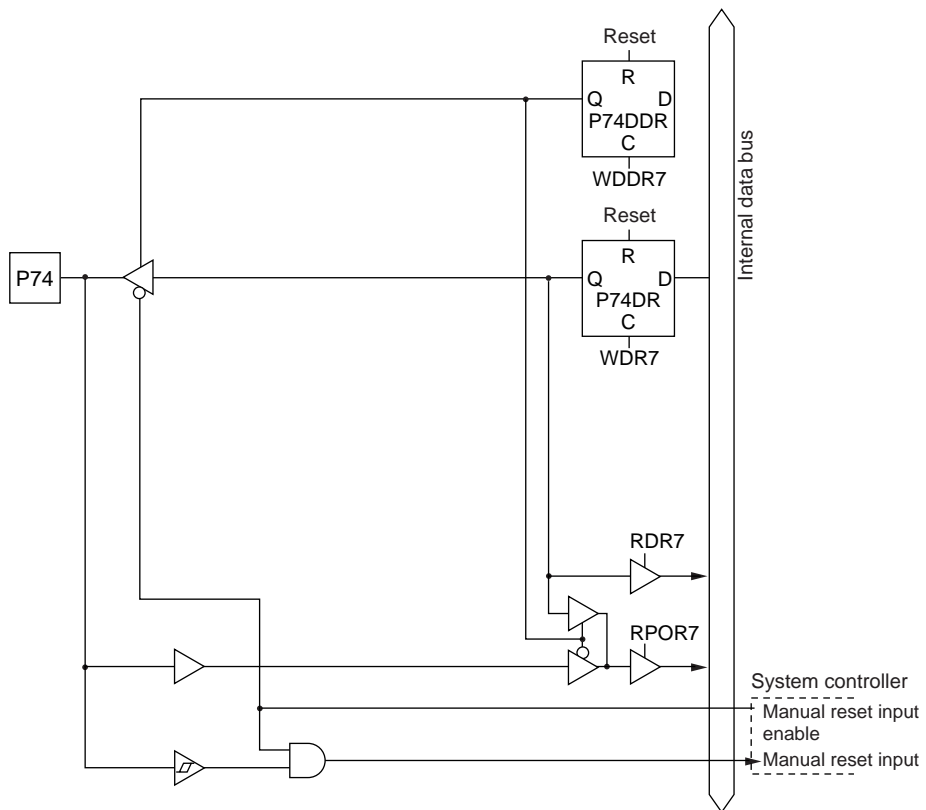 Reset
R
Q D
P74DDR
C
WDDR7
Internal data bus
Reset
R
P74
Q D
P74DR
C
WDR7
RDR7
RPOR7
System controller
Manual reset input
enable
Manual reset input